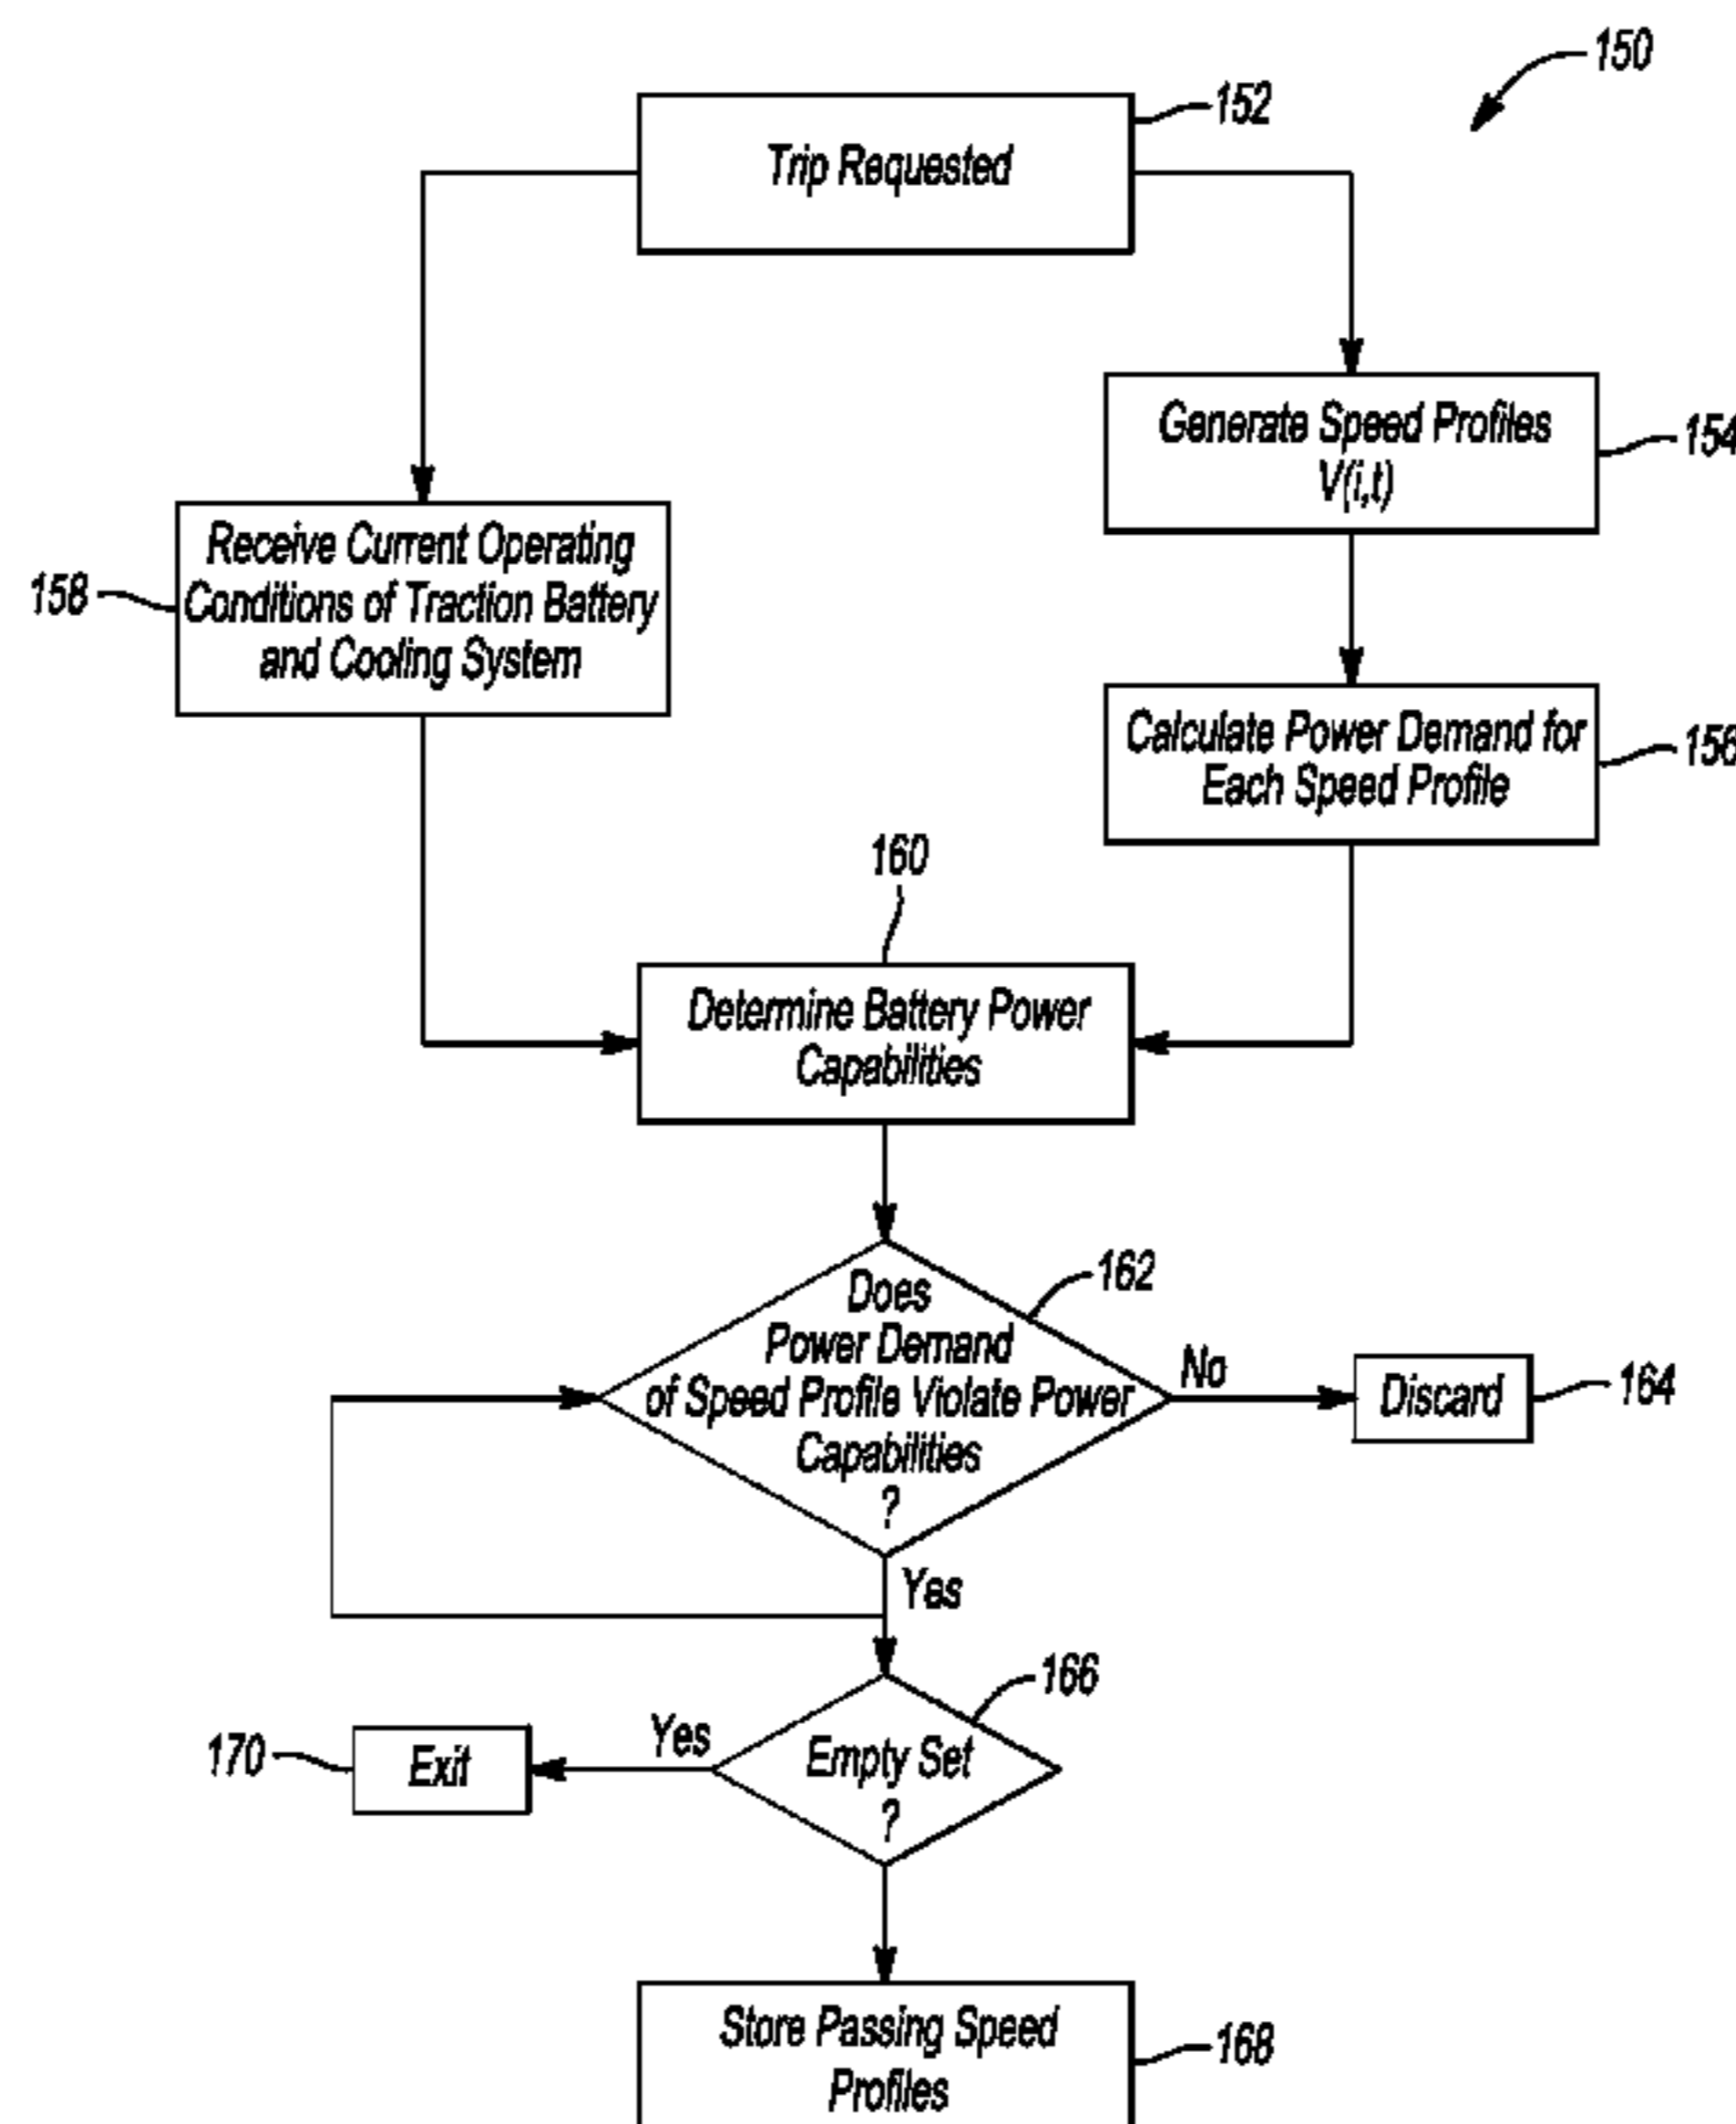 150
152
Trip Requested
Generate Speed Profiles
V(i,t)
154
Receive Current Operating
Conditions of Traction Battery
and Cooling System
158
Calculate Power Demand for
Each Speed Profile
156
160
Determine Battery Power
Capabilities
162
Does
Power Demand
of Speed Profile Violate Power
Capabilities
?
No
Discard
164
Yes
166
Empty Set
?
Yes
Exit
170
Store Passing Speed
Profiles
168